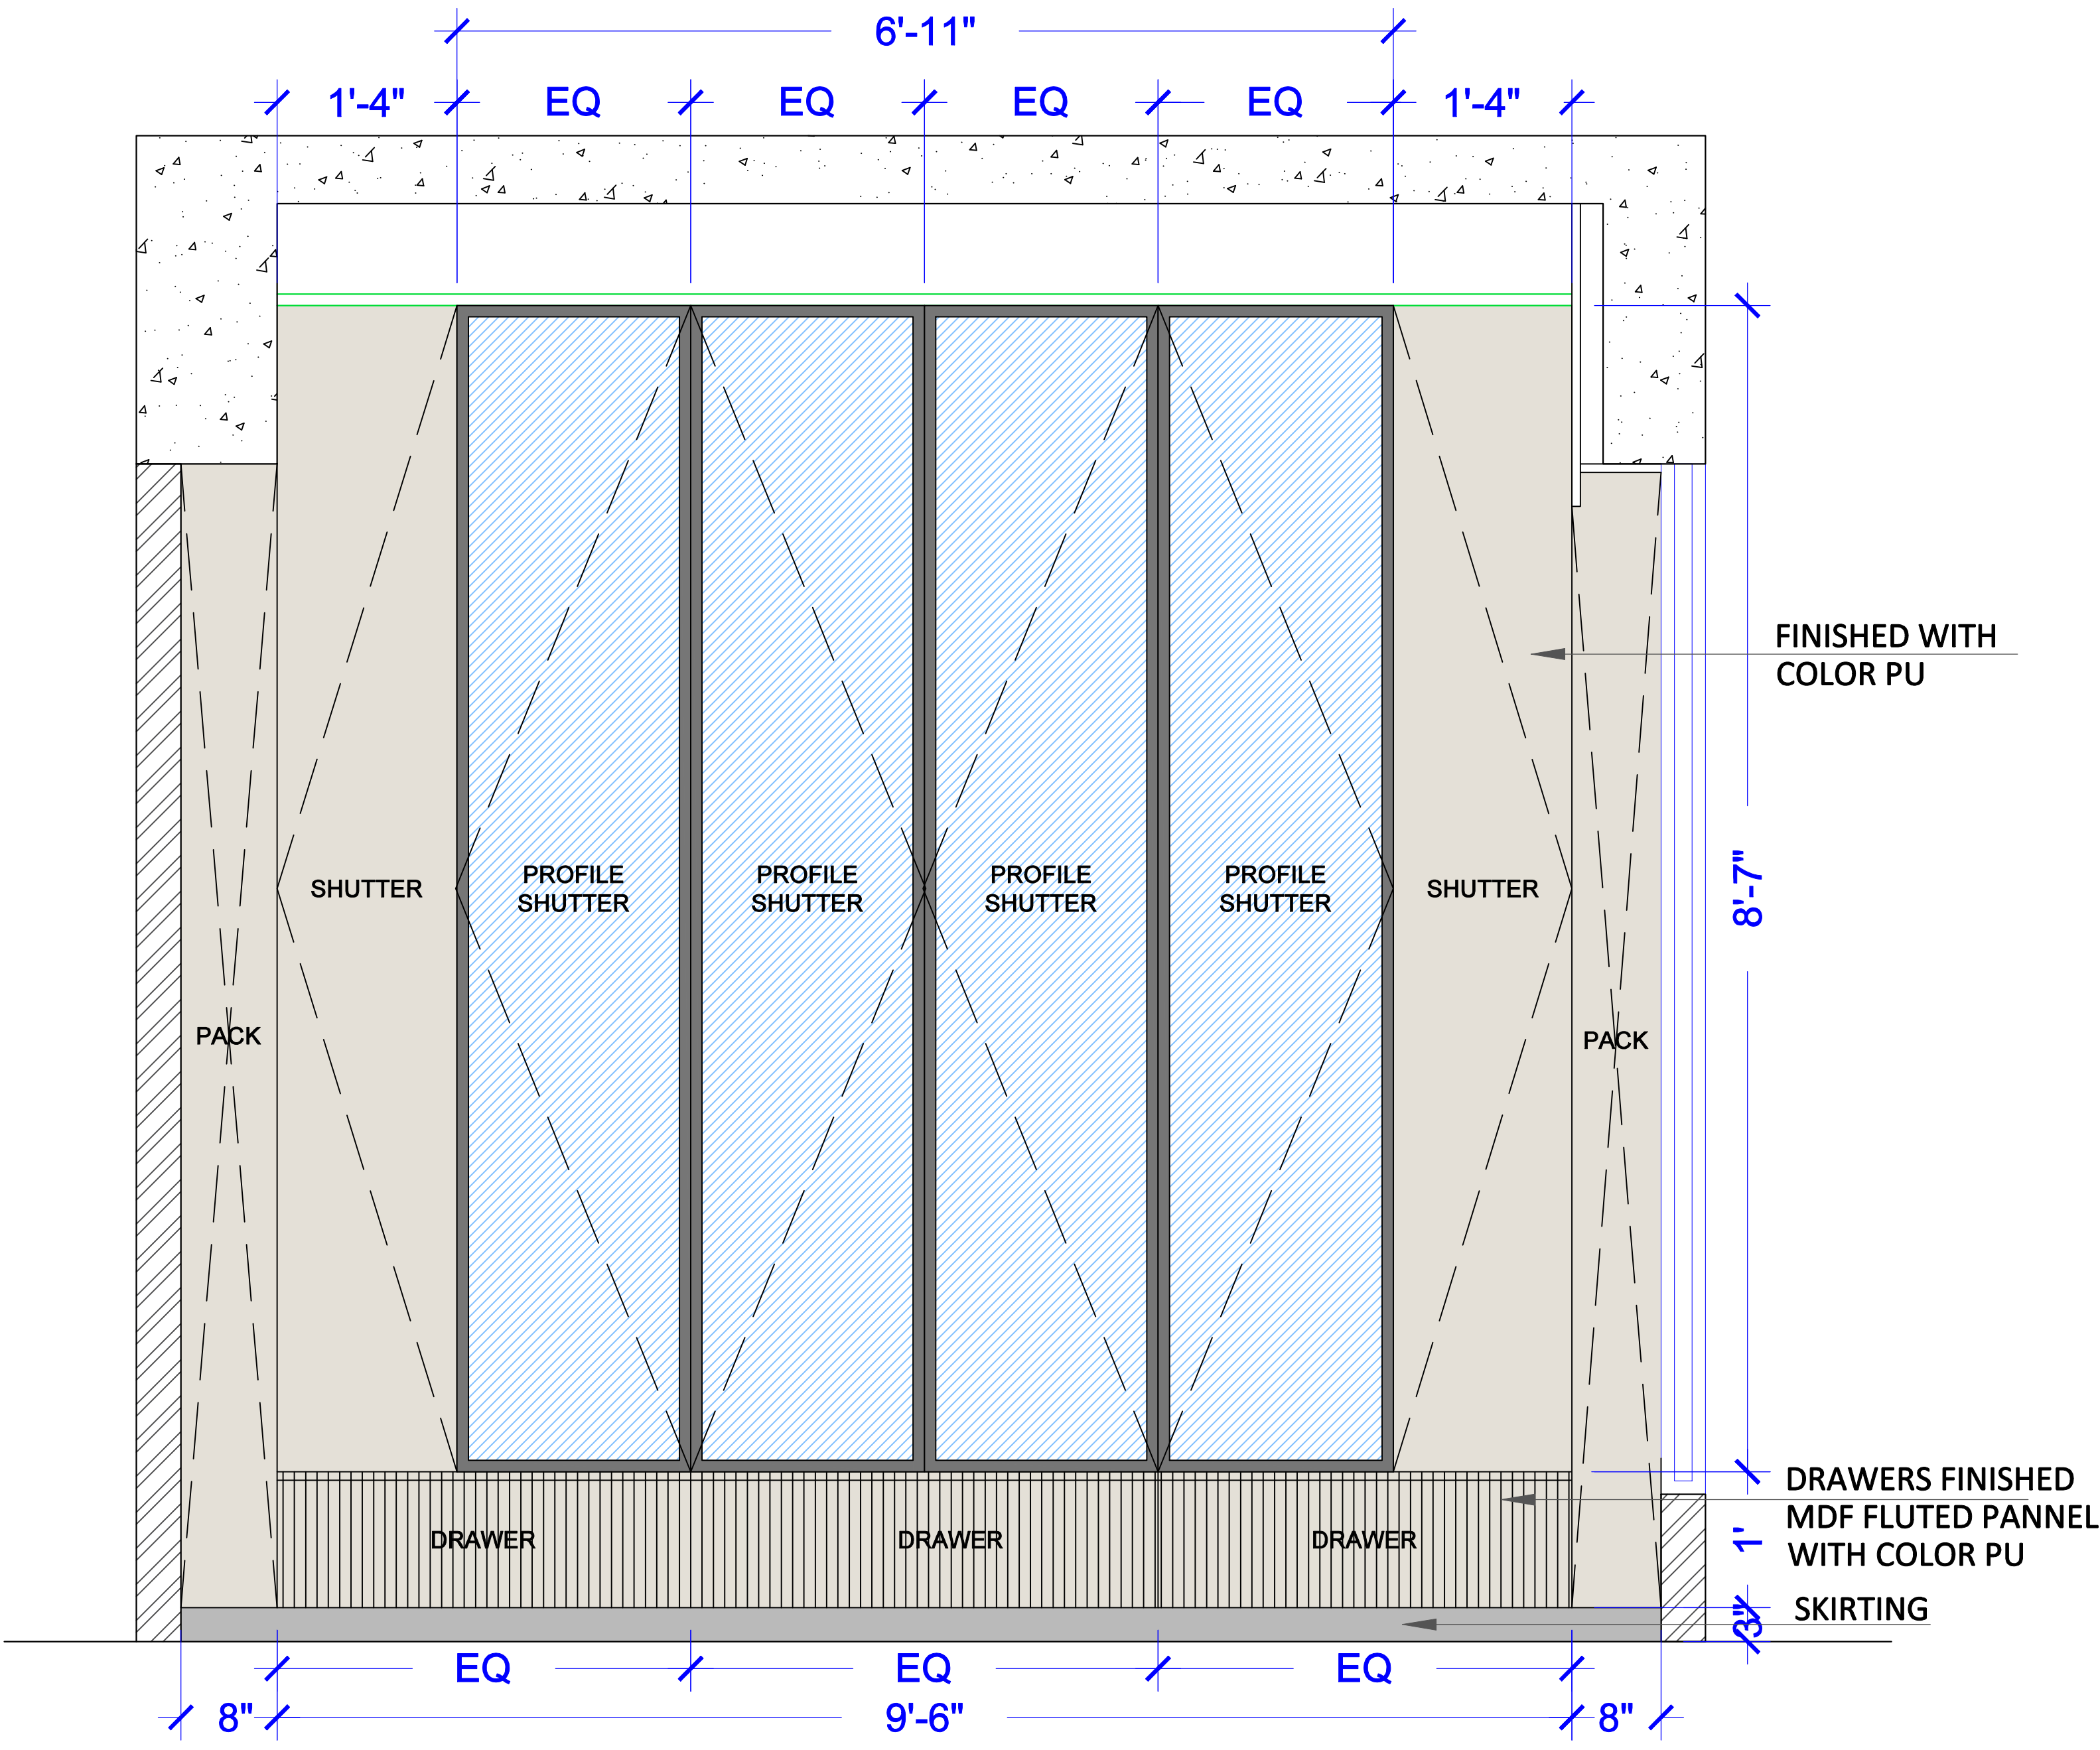 6'-11"
1'-4" EQ EQ EQ EQ 1'-4"
FINISHED WITH
COLOR PU
8'-7"
SHUTTER
PROFILE
SHUTTER
PROFILE
SHUTTER
PROFILE
SHUTTER
PROFILE
SHUTTER
SHUTTER
PACK
PACK
DRAWERS FINISHED
MDF FLUTED PANNEL
WITH COLOR PU
1'
DRAWER DRAWER DRAWER
SKIRTING
3"
EQ EQ EQ
8" 9'-6" 8"